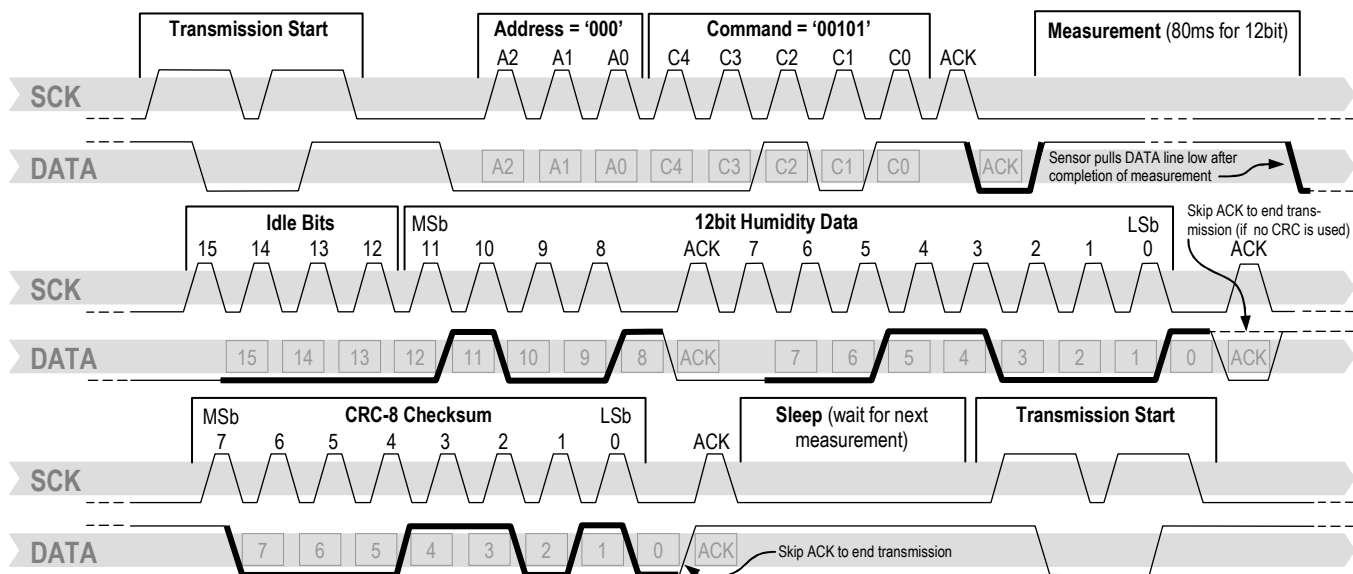 Transmission Start Address = '000' Command = '00101' Measurement (80ms for 12bit)
A2 A1 A0 C4 C3 C2 C1 C0 ACK
SCK
DATA A2 A1 A0 C4 C3 C2 C1 C0 ACK
Sensor pulls DATA line low after
completion of measurement
Skip ACK to end trans-
mission (if no CRC is used)
Idle Bits MSb 12bit Humidity Data LSb
15 14 13 12 11 10 9 8 ACK 7 6 5 4 3 2 1 0 ACK
SCK
DATA 15 14 13 12 11 10 9 8 ACK 7 6 5 4 3 2 1 0 ACK
MSb CRC-8 Checksum LSb Sleep (wait for next
measurement) Transmission Start
7 6 5 4 3 2 1 0 ACK
SCK
DATA 7 6 5 4 3 2 1 0 ACK
Skip ACK to end transmission